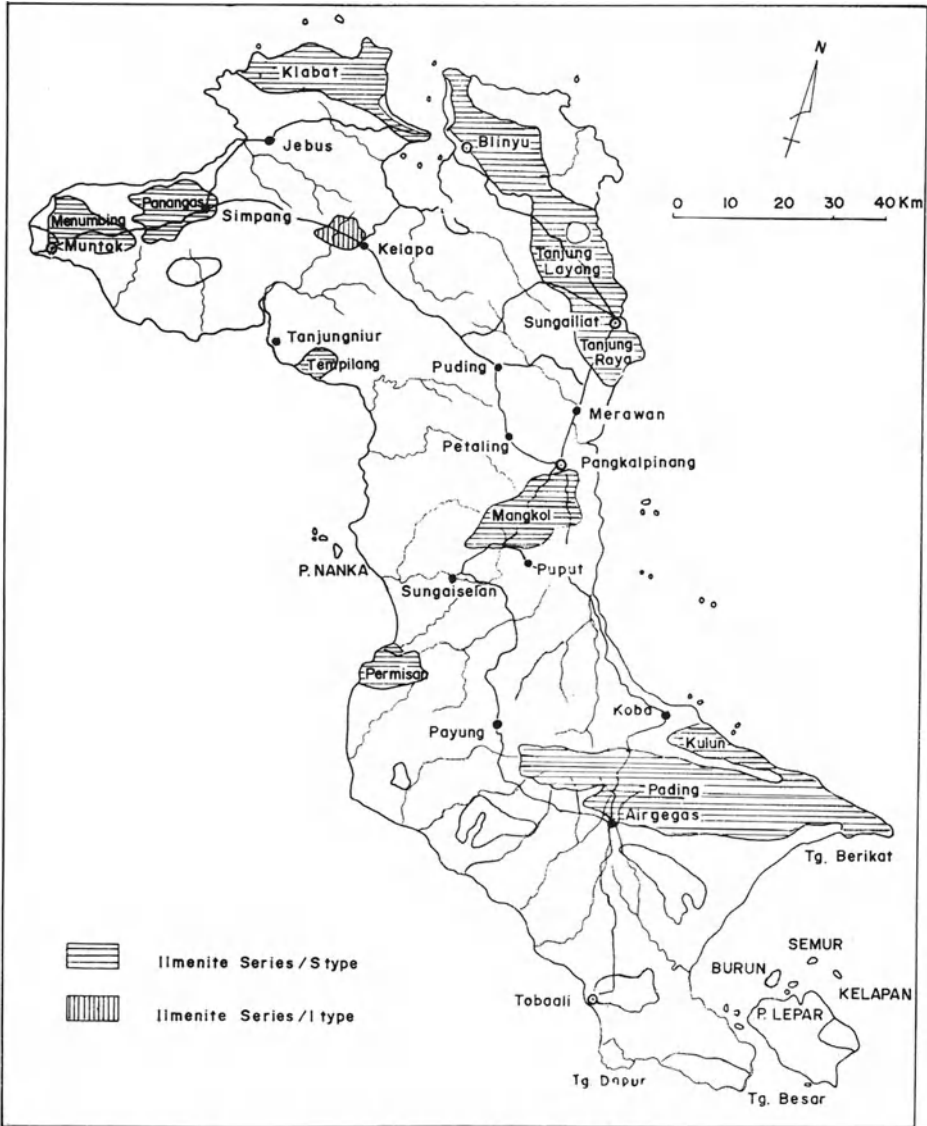 Klabat
N
Jebus
Blinyu
0 10 20 40 Km
Panangas
Menumbing
Simpang
Muntok
Kelapa
Tanjung
Layang
Sungailiat
Tanjungniur
Tanjung
Raya
Tempilang
Puding
Merawan
Petaling
Pangkalpinang
Mangkol
P. NANKA
Puput
Sungaiselan
Permisan
Koba
Payung
Kulun
Pading
Airgegas
Tg. Berikat
Ilmenite Series/S type
SEMUR
BURUN
KELAPAN
Ilmenite Series/I type
Tobaali
P. LEPAR
Tg. Dapur
Tg. Besar